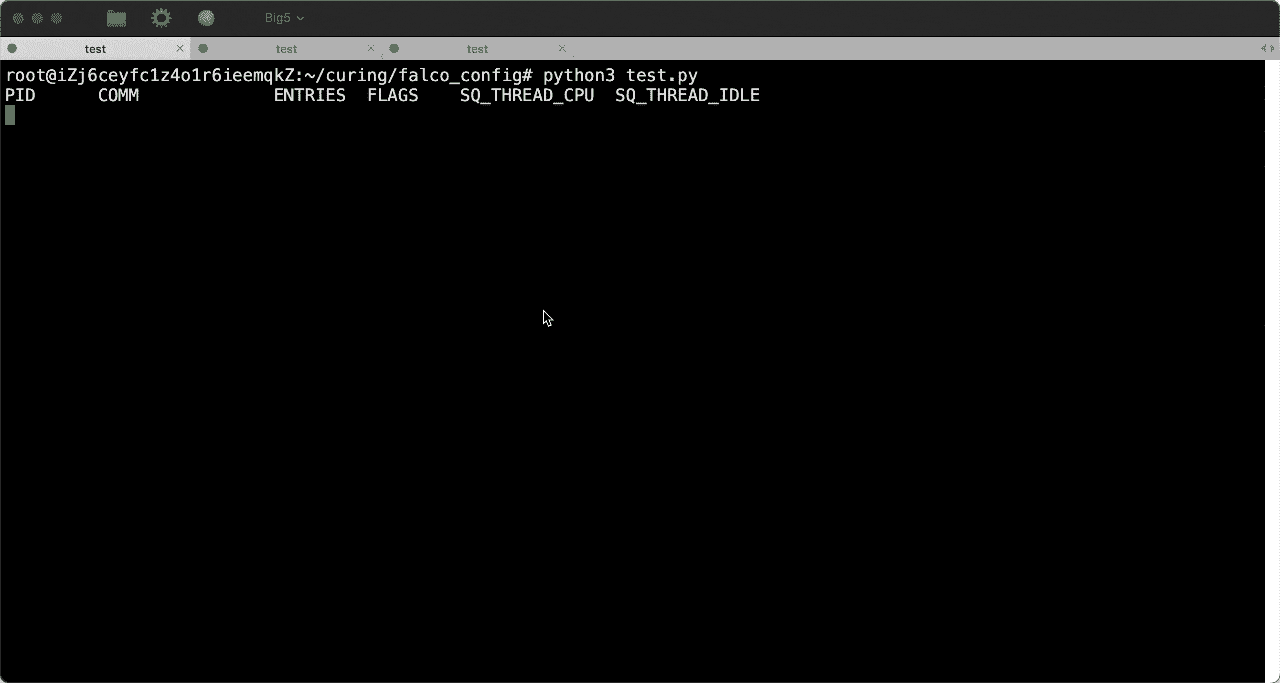 Big5
test test test
root@iZj6ceyfc1z4o1r6ieemqkZ:~/curing/falco_config# python3 test.py
PID COMM ENTRIES FLAGS SQ_THREAD_CPU SQ_THREAD_IDLE